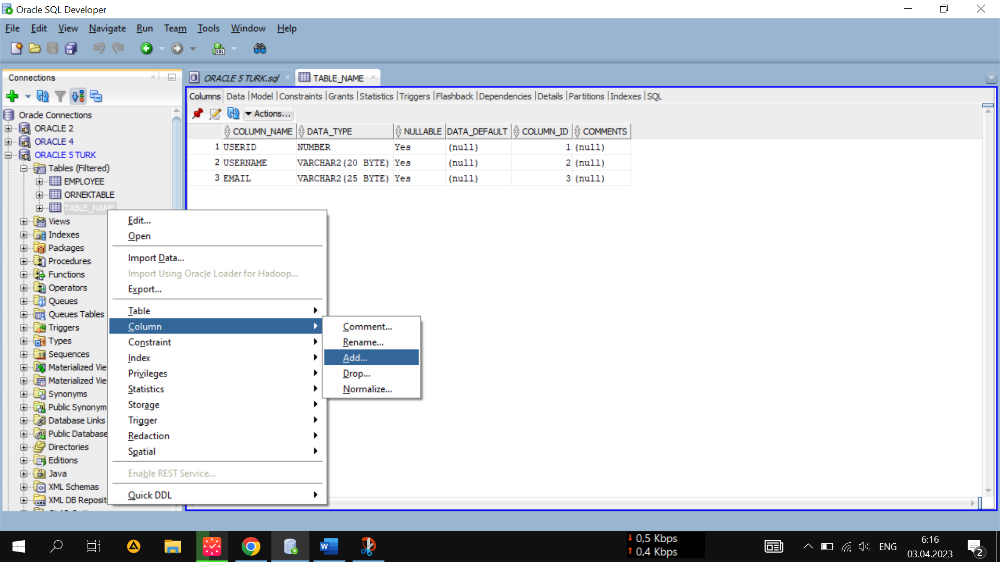 Oracle SQL Developer
File Edit View Navigate Run Team Tools Window Help
Connections
ORACLE 5 TURK.sql
TABLE_NAME
Columns Data Model Constraints Grants Statistics Triggers Flashback Dependencies Details Partitions Indexes SQL
Actions...
COLUMN_NAME DATA_TYPE NULLABLE DATA_DEFAULT COLUMN_ID COMMENTS
1 USERID NUMBER Yes (null) 1 (null)
2 USERNAME VARCHAR2(20 BYTE) Yes (null) 2 (null)
3 EMAIL VARCHAR2(25 BYTE) Yes (null) 3 (null)
Oracle Connections
ORACLE 2
ORACLE 4
ORACLE 5 TURK
Tables (Filtered)
EMPLOYEE
ORNEKTABLE
TABLE_NAME
Views
Indexes
Packages
Procedures
Functions
Operators
Queues
Queues Tables
Triggers
Types
Sequences
Materialized Vie
Materialized Vie
Synonyms
Public Synonym
Database Links
Public Database
Directories
Editions
Java
XML Schemas
XML DB Reposit
Edit...
Open
Import Data...
Import Using Oracle Loader for Hadoop...
Export...
Table
Column
Constraint
Index
Privileges
Statistics
Storage
Trigger
Redaction
Spatial
Enable REST Service...
Quick DDL
Comment...
Rename...
Add...
Drop...
Normalize...
0,5 Kbps
0,4 Kbps
ENG
6:16
03.04.2023
2